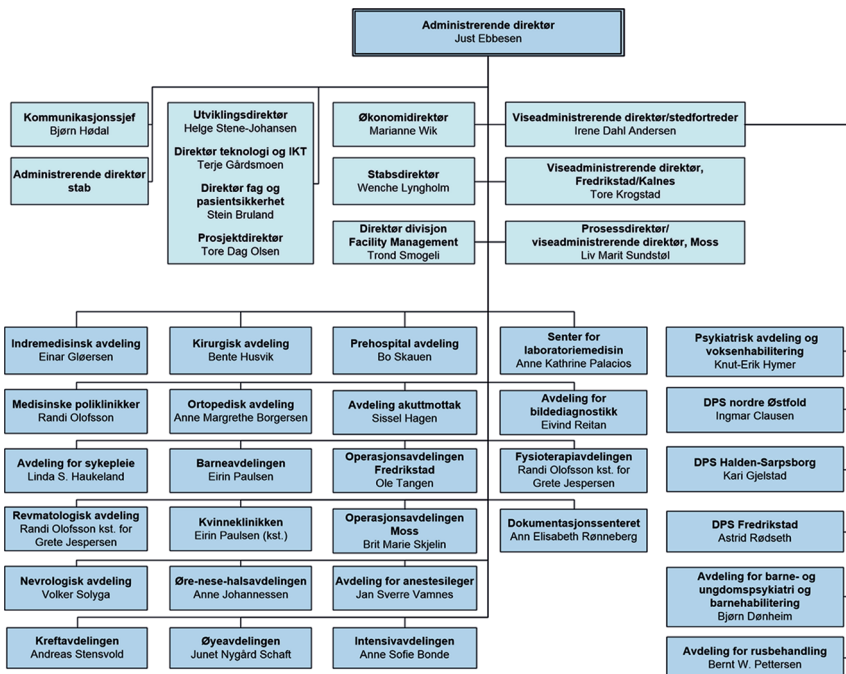 Administrerende direktør
Just Ebbesen
Kommunikasjonssjef
Bjørn Hødal
Administrerende direktør
stab
Utviklingsdirektør
Helge Stene-Johansen
Direktør teknologi og IKT
Terje Gårdsmoen
Direktør fag og
pasientsikkerhet
Stein Bruland
Prosjektdirektør
Tore Dag Olsen
Økonomidirektør
Marianne Wik
Stabsdirektør
Wenche Lyngholm
Direktør divisjon
Facility Management
Trond Smogeli
Viseadministrerende direktør/stedfortreder
Irene Dahl Andersen
Viseadministrerende direktør,
Fredrikstad/Kalnes
Tore Krogstad
Prosessdirektør/
viseadministrerende direktør, Moss
Liv Marit Sundstøl
Indremedisinsk avdeling
Einar Gløersen
Kirurgisk avdeling
Bente Husvik
Prehospital avdeling
Bo Skauen
Senter for
laboratoriemedisin
Anne Kathrine Palacios
Psykiatrisk avdeling og
voksenhabilitering
Knut-Erik Hymer
Medisinske poliklinikker
Randi Olofsson
Ortopedisk avdeling
Anne Margrethe Borgersen
Avdeling akuttmottak
Sissel Hagen
Avdeling for
bildediagnostikk
Eivind Reitan
DPS nordre Østfold
Ingmar Clausen
Avdeling for sykepleie
Linda S. Haukeland
Barneavdelingen
Eirin Paulsen
Operasjonsavdelingen
Fredrikstad
Ole Tangen
Fysioterapiavdelingen
Randi Olofsson kst. for
Grete Jespersen
DPS Halden-Sarpsborg
Kari Gjelstad
Revmatologisk avdeling
Randi Olofsson kst. for
Grete Jespersen
Kvinneklinikken
Eirin Paulsen (kst.)
Operasjonsavdelingen
Moss
Brit Marie Skjelin
Dokumentasjonssenteret
Ann Elisabeth Rønneberg
DPS Fredrikstad
Astrid Rødseth
Nevrologisk avdeling
Volker Solyga
Øre-nese-halsavdelingen
Anne Johannessen
Avdeling for anestesileger
Jan Sverre Vamnes
Avdeling for barne- og
ungdomspsykiatri og
barnehabilitering
Bjørn Dønheim
Kreftavdelingen
Andreas Stensvold
Øyeavdelingen
Junet Nygård Schaft
Intensivavdelingen
Anne Sofie Bonde
Avdeling for rusbehandling
Bernt W. Pettersen